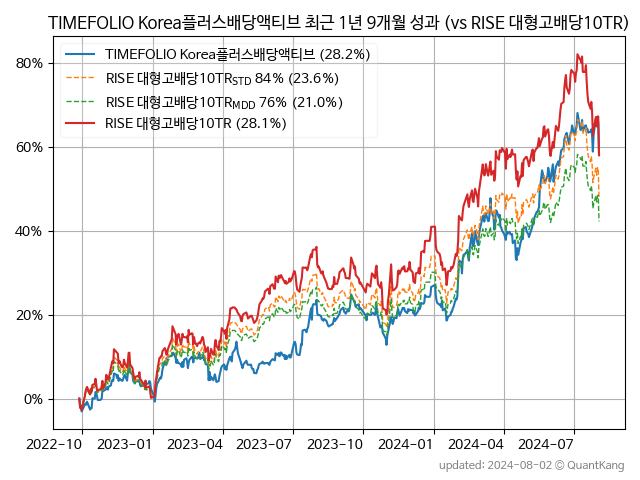 TIMEFOLIO Korea플러스배당액티브 최근 1년 9개월 성과 (vs RISE 대형고배당10TR)
TIMEFOLIO Korea플러스배당액티브 (28.2%)
RISE 대형고배당10TR_STD 84% (23.6%)
RISE 대형고배당10TR_MDD 76% (21.0%)
RISE 대형고배당10TR (28.1%)
80%
60%
40%
20%
0%
2022-10 2023-01 2023-04 2023-07 2023-10 2024-01 2024-04 2024-07
updated: 2024-08-02 © QuantKang